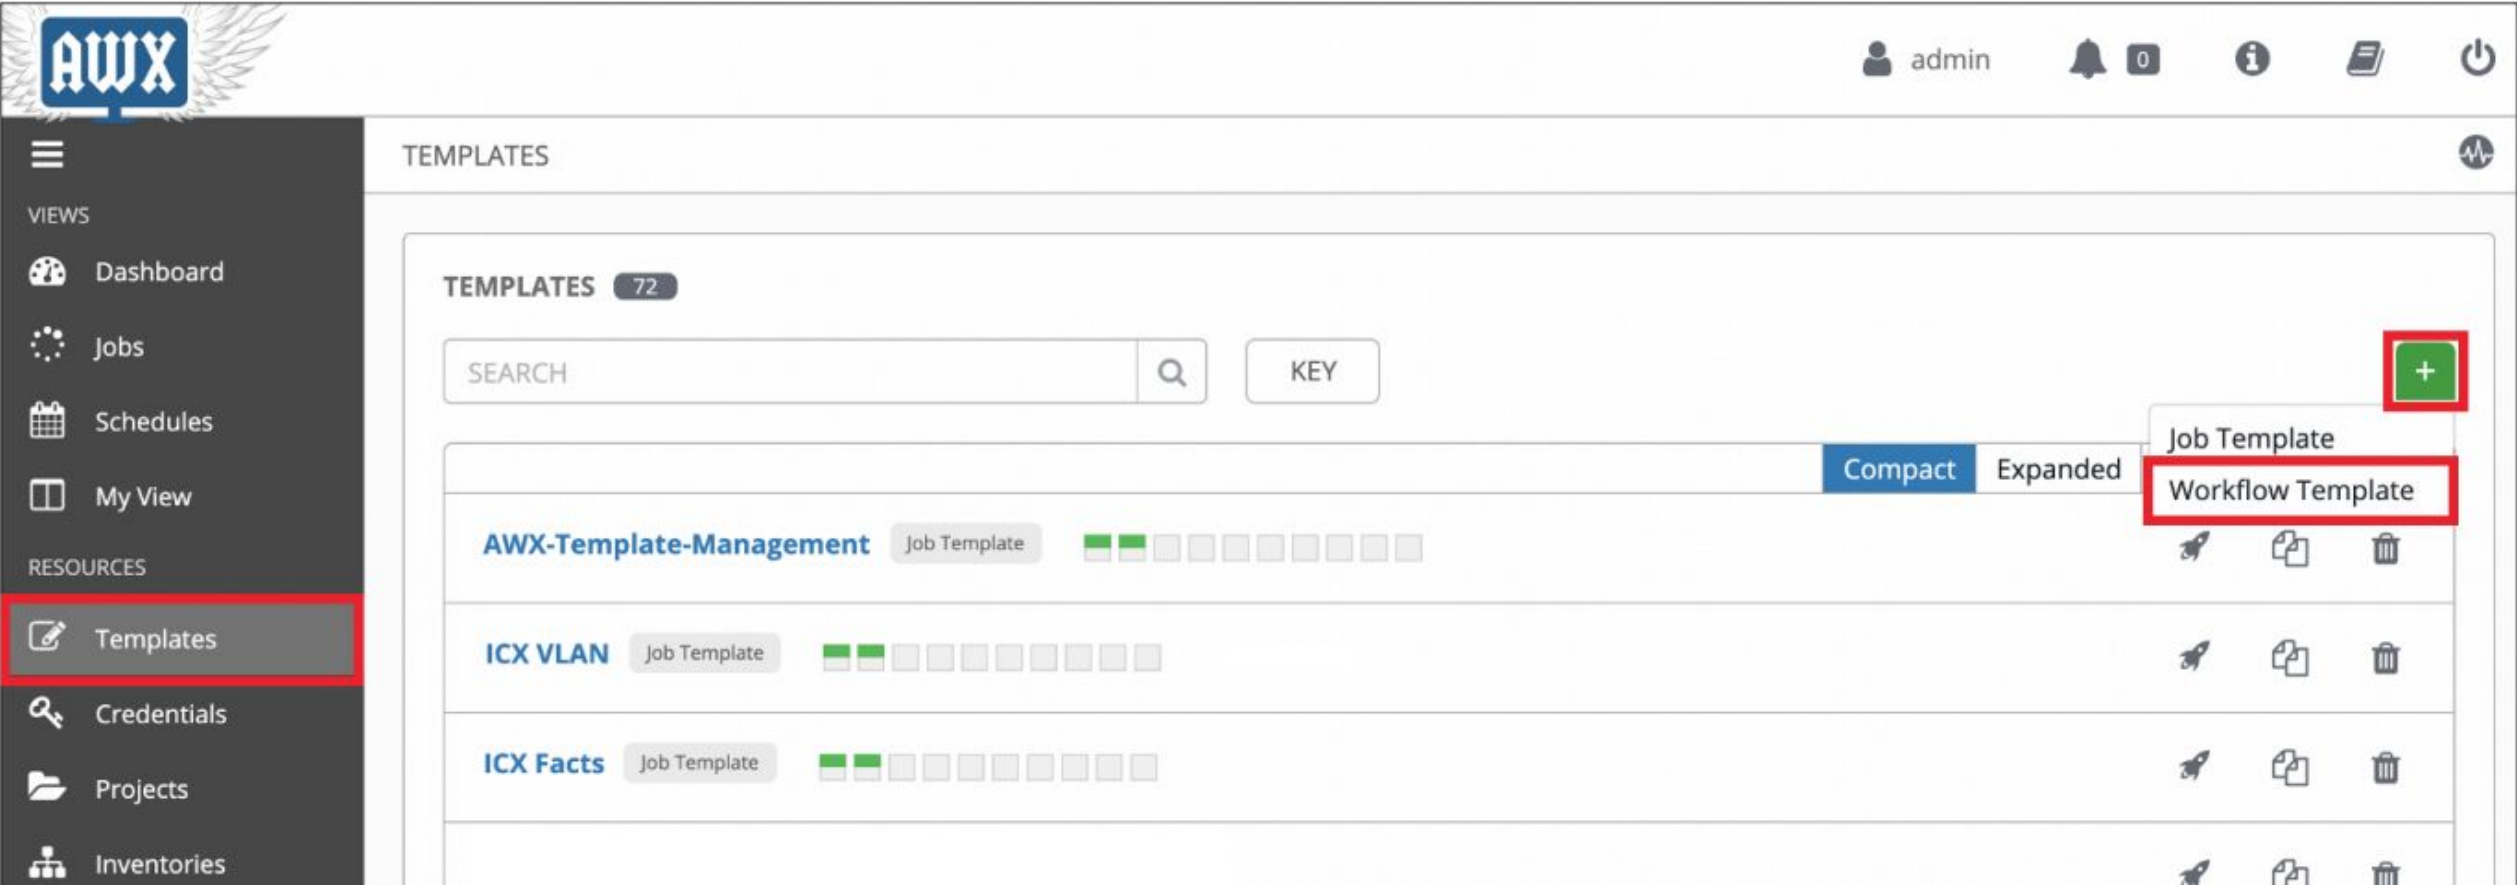 AWX
admin 0
TEMPLATES
VIEWS
Dashboard
Jobs
Schedules
My View
RESOURCES
Templates
Credentials
Projects
Inventories
TEMPLATES 72
SEARCH
KEY
+
Job Template
Workflow Template
Compact Expanded
AWX-Template-Management Job Template
ICX VLAN Job Template
ICX Facts Job Template